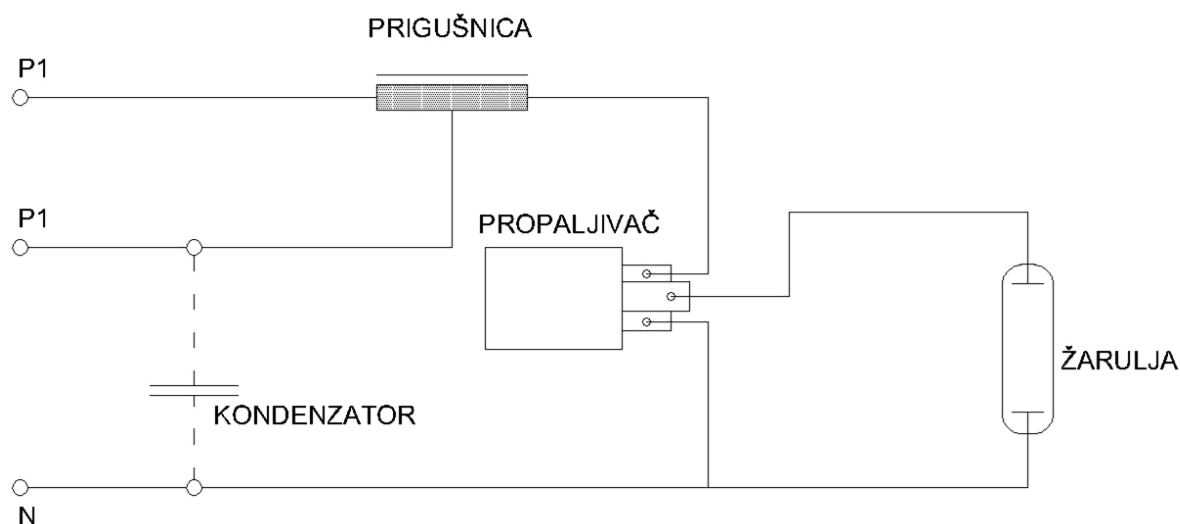 PRIGUŠNICA
P1
P1
PROPALJIVAČ
ŽARULJA
KONDENZATOR
N